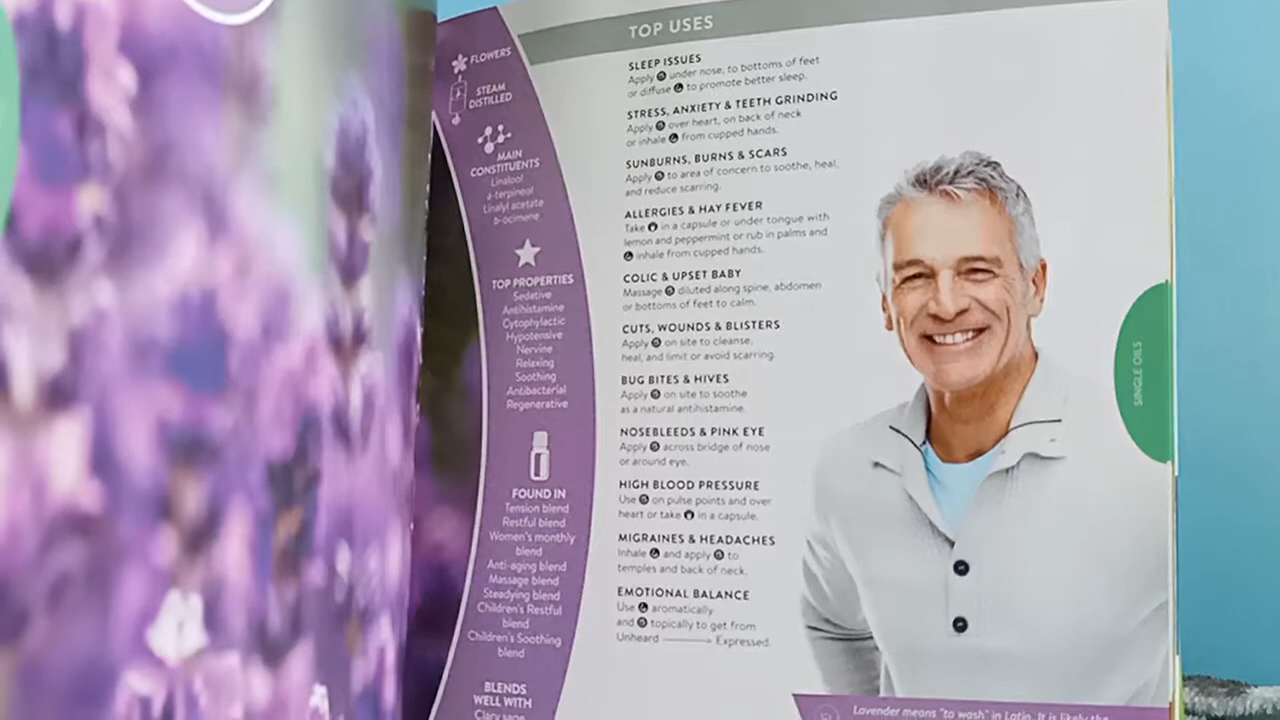 FLOWERS
STEAM
DISTILLED
MAIN
CONSTITUENTS
Linalool
a-terpineol
Linalyl acetate
b-ocimene
TOP PROPERTIES
Sedative
Antihistamine
Cytophylactic
Hypotensive
Nervine
Relaxing
Soothing
Antibacterial
Regenerative
FOUND IN
Tension blend
Restful blend
Women's monthly
blend
Anti-aging blend
Massage blend
Steadying blend
Children's Restful
blend
Children's Soothing
blend
BLENDS
WELL WITH
Clary sage
TOP USES
SLEEP ISSUES
Apply under nose, to bottoms of feet
or diffuse to promote better sleep.
STRESS, ANXIETY & TEETH GRINDING
Apply over heart, on back of neck
or inhale from cupped hands.
SUNBURNS, BURNS & SCARS
Apply to area of concern to soothe, heal,
and reduce scarring.
ALLERGIES & HAY FEVER
Take in a capsule or under tongue with
lemon and peppermint or rub in palms and
inhale from cupped hands.
COLIC & UPSET BABY
Massage diluted along spine, abdomen
or bottoms of feet to calm.
CUTS, WOUNDS & BLISTERS
Apply on site to cleanse,
heal, and limit or avoid scarring.
BUG BITES & HIVES
Apply on site to soothe
as a natural antihistamine.
NOSEBLEEDS & PINK EYE
Apply across bridge of nose
or around eye.
HIGH BLOOD PRESSURE
Use on pulse points and over
heart or take in a capsule.
MIGRAINES & HEADACHES
Inhale and apply to
temples and back of neck.
EMOTIONAL BALANCE
Use aromatically
and topically to get from
Unheard Expressed.
SINGLE OILS
Lavender means "to wash" in Latin. It is likely the